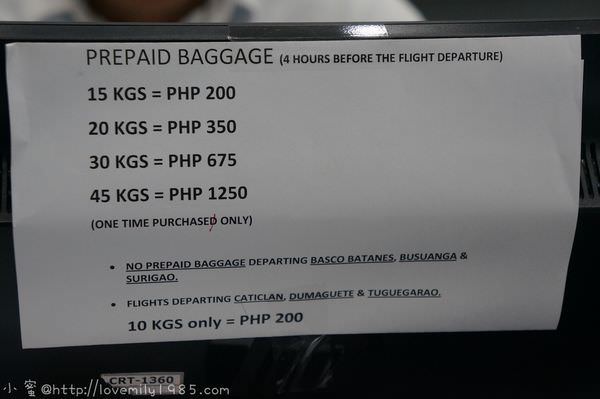 PREPAID BAGGAGE (4 HOURS BEFORE THE FLIGHT DEPARTURE)
15 KGS = PHP 200
20 KGS = PHP 350
30 KGS = PHP 675
45 KGS = PHP 1250
(ONE TIME PURCHASED ONLY)
• NO PREPAID BAGGAGE DEPARTING BASCO BATANES, BUSUANGA &
SURIGAO.
• FLIGHTS DEPARTING CATICLAN, DUMAGUETE & TUGUEGARAO.
10 KGS only = PHP 200
CRT-1360
小蜜@http://lovemily1985.com